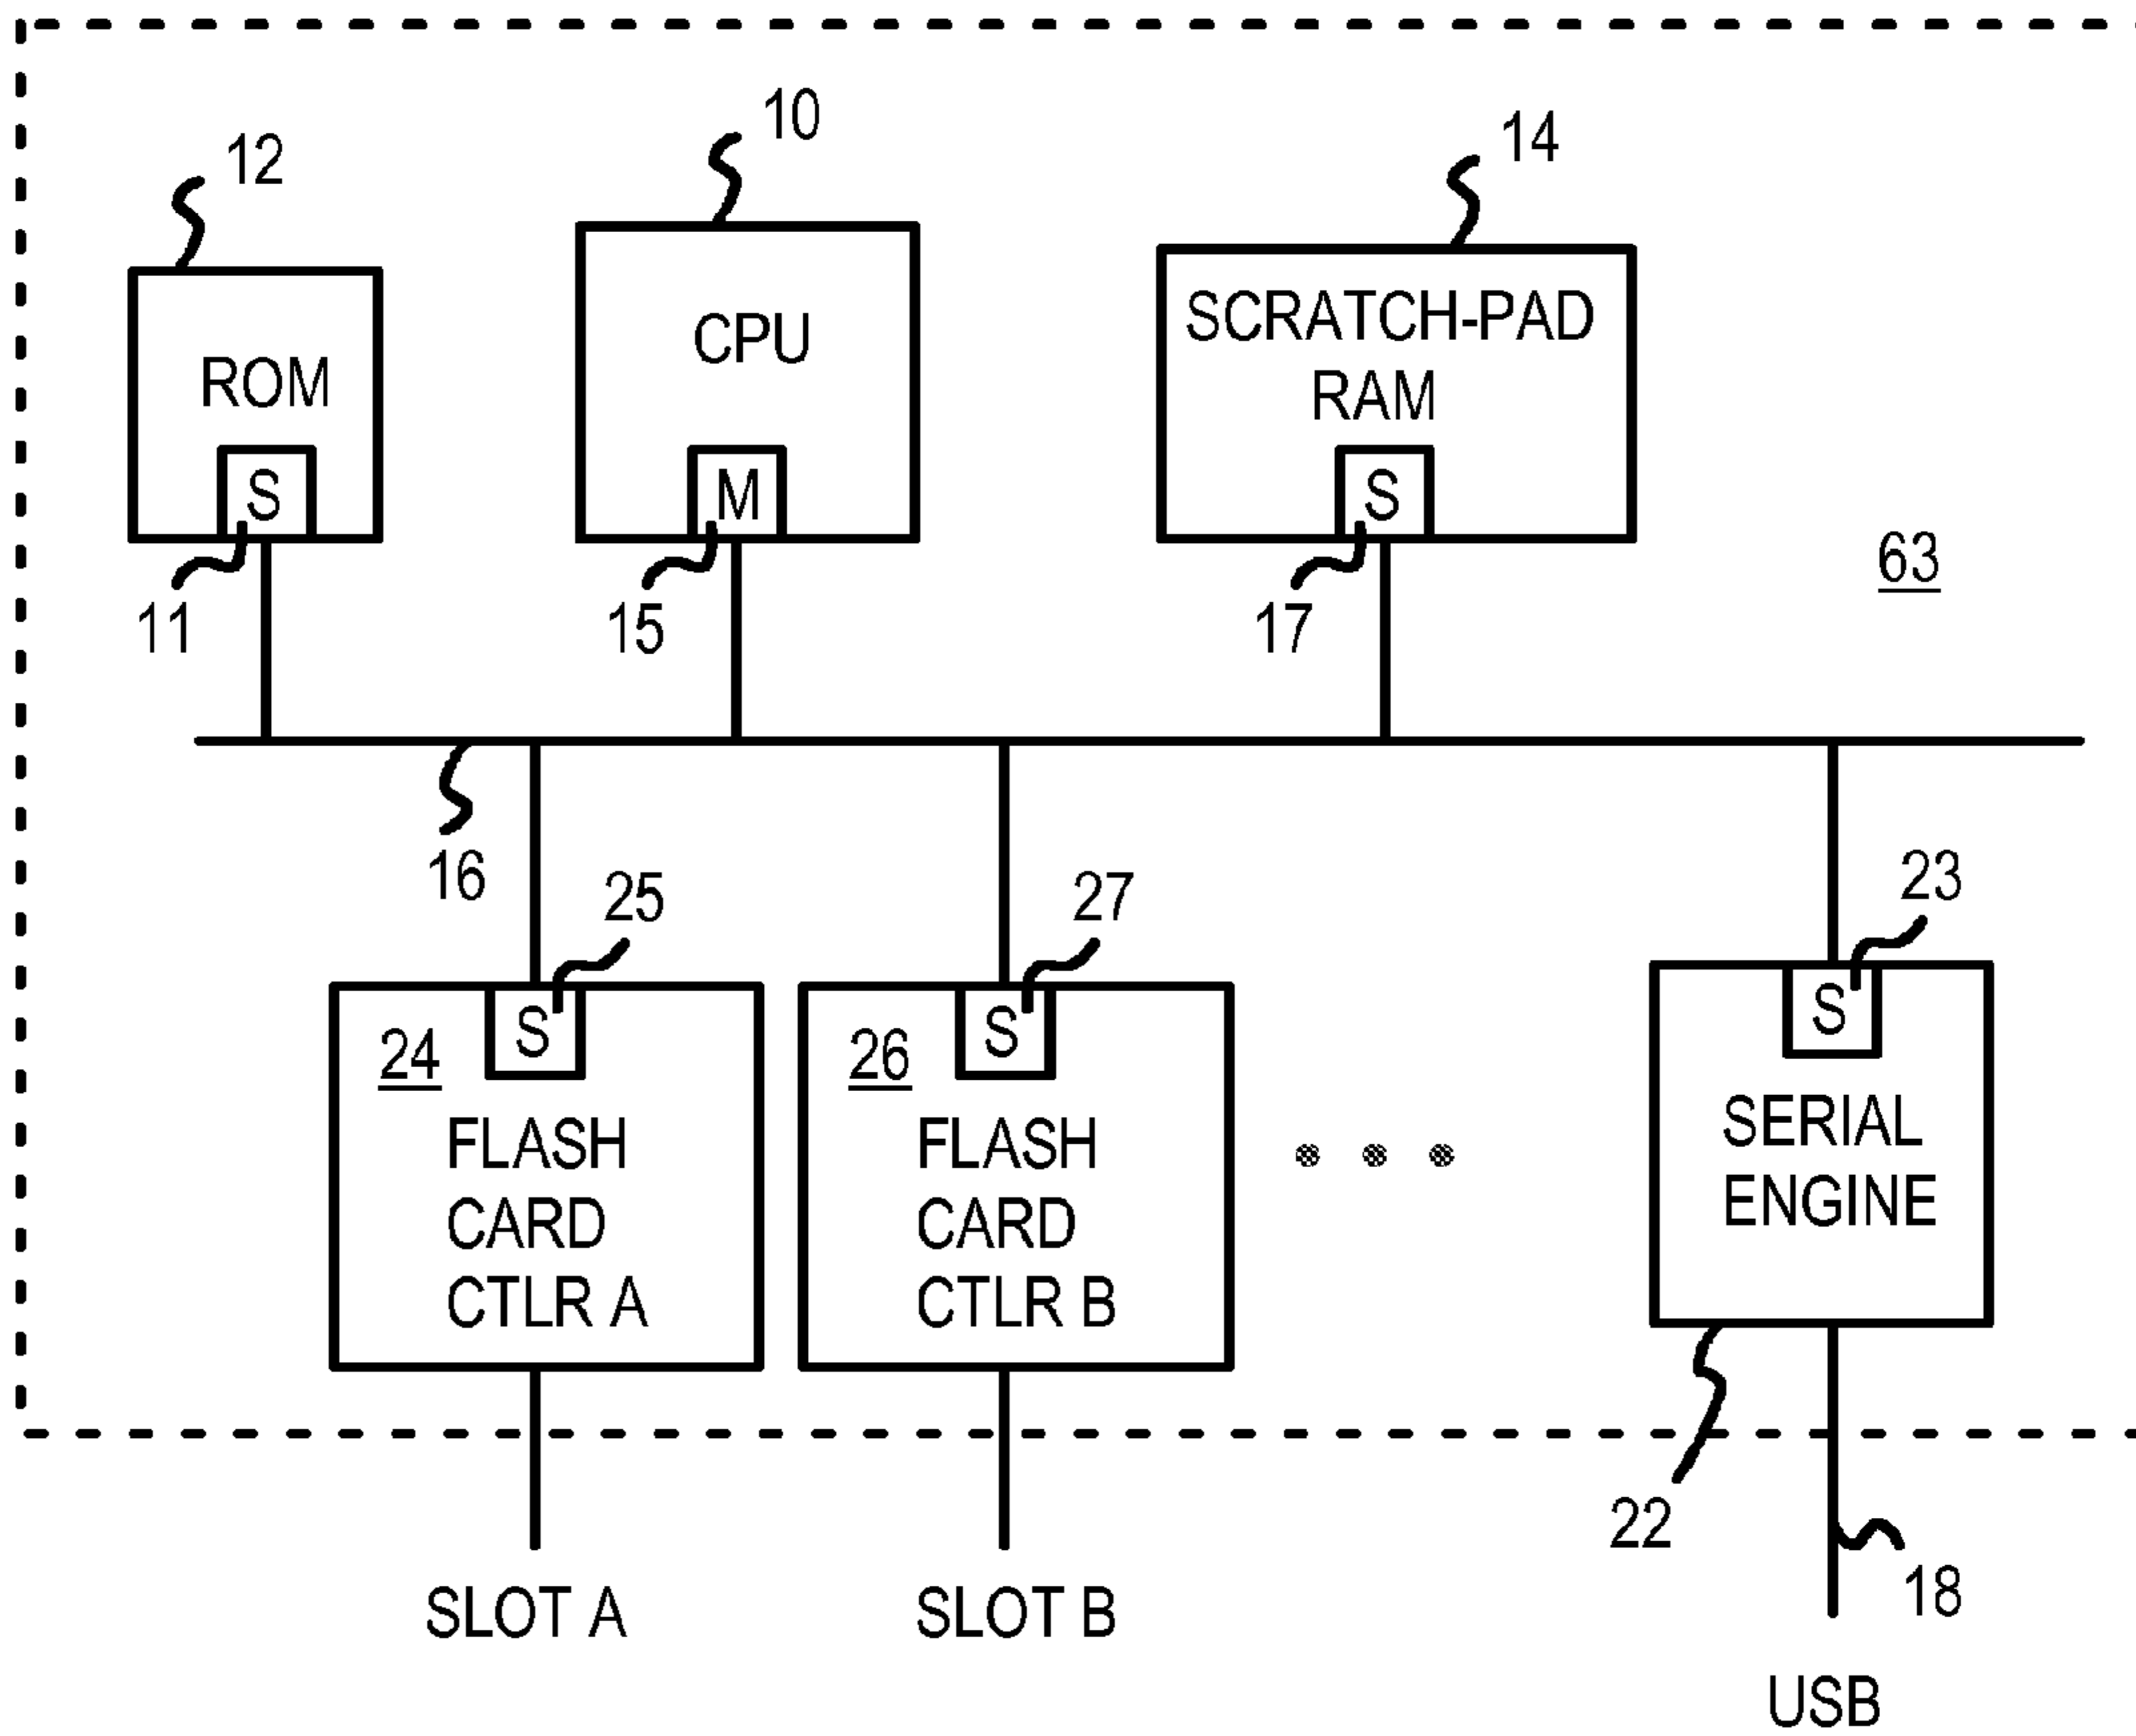 10
12
14
CPU
SCRATCH-PAD
RAM
ROM
S
M
S
63
11
15
17
16
25
27
23
S
24
S
26
S
FLASH
CARD
CTLR A
FLASH
CARD
CTLR B
SERIAL
ENGINE
22
18
SLOT A
SLOT B
USB